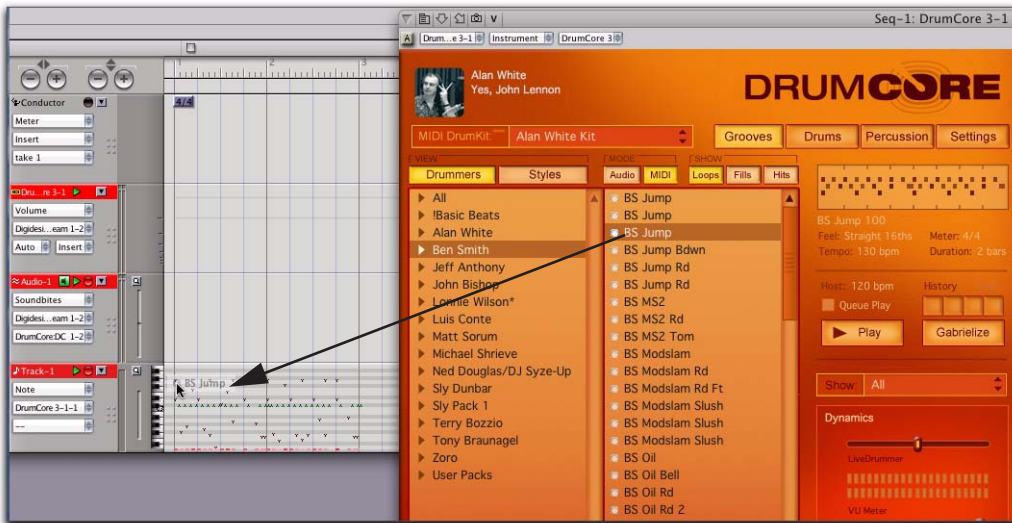 1
2
3
Conductor
4/4
Meter
Insert
take 1
Dru...re 3-1
Volume
Digidesi...eam 1-2
Auto
Insert
Audio-1
Soundbites
Digidesi...eam 1-2
DrumCore:DC 1-2
Track-1
Note
DrumCore 3-1-1
--
BS Jump
Seq-1: DrumCore 3-1
A
Drum...e 3-1
Instrument
DrumCore 3
Alan White
Yes, John Lennon
DRUMCORE
MIDI DrumKit:
Alan White Kit
Grooves
Drums
Percussion
Settings
VIEW
Drummers
Styles
All
!Basic Beats
Alan White
Ben Smith
Jeff Anthony
John Bishop
Lonnie Wilson*
Luis Conte
Matt Sorum
Michael Shrieve
Ned Douglas/DJ Syze-Up
Sly Dunbar
Sly Pack 1
Terry Bozzio
Tony Braunagel
Zoro
User Packs
MODE
SHOW
Audio
MIDI
Loops
Fills
Hits
BS Jump
BS Jump
BS Jump
BS Jump Bdwn
BS Jump Rd
BS Jump Rd
BS MS2
BS MS2 Rd
BS MS2 Tom
BS Modslam
BS Modslam Rd
BS Modslam Rd Ft
BS Modslam Slush
BS Modslam Slush
BS Modslam Slush
BS Oil
BS Oil Bell
BS Oil Rd
BS Oil Rd 2
BS Jump 100
Feel: Straight 16ths
Meter: 4/4
Tempo: 130 bpm
Duration: 2 bars
Host: 120 bpm
History
Queue Play
Play
Gabrielize
Show:
All
Dynamics
LiveDrummer
VU Meter